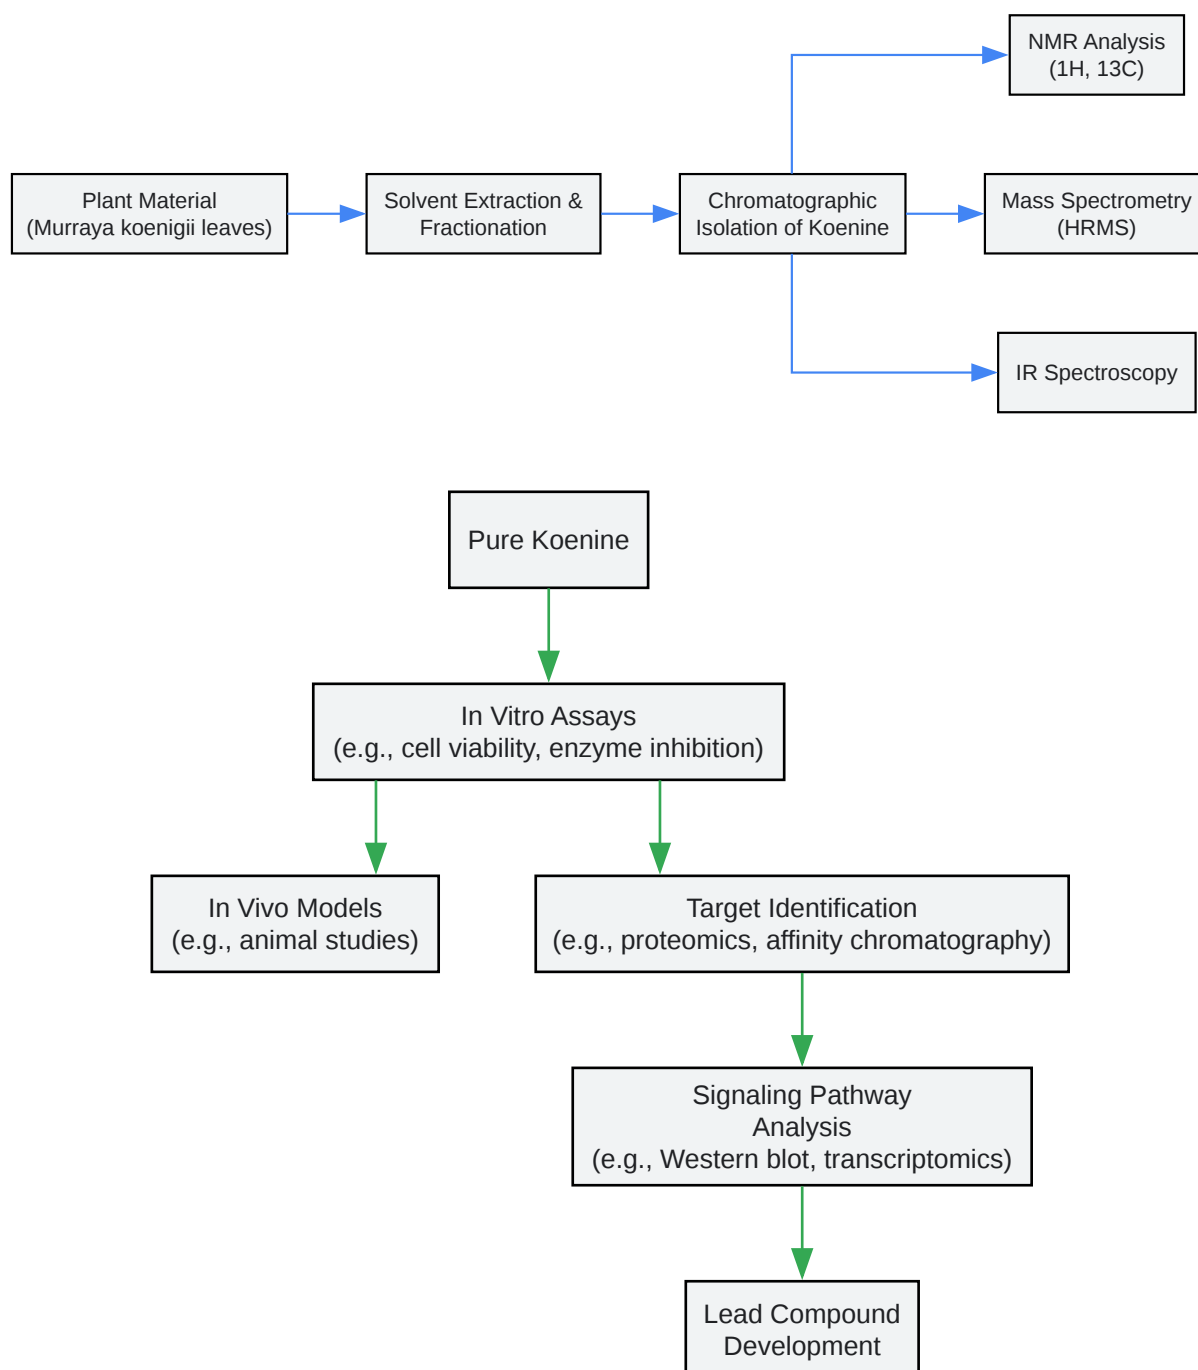 NMR Analysis
(1H, 13C)
Plant Material
(Murraya koenigii leaves)
Solvent Extraction &
Fractionation
Chromatographic
Isolation of Koenine
Mass Spectrometry
(HRMS)
IR Spectroscopy
Pure Koenine
In Vitro Assays
(e.g., cell viability, enzyme inhibition)
In Vivo Models
(e.g., animal studies)
Target Identification
(e.g., proteomics, affinity chromatography)
Signaling Pathway
Analysis
(e.g., Western blot, transcriptomics)
Lead Compound
Development